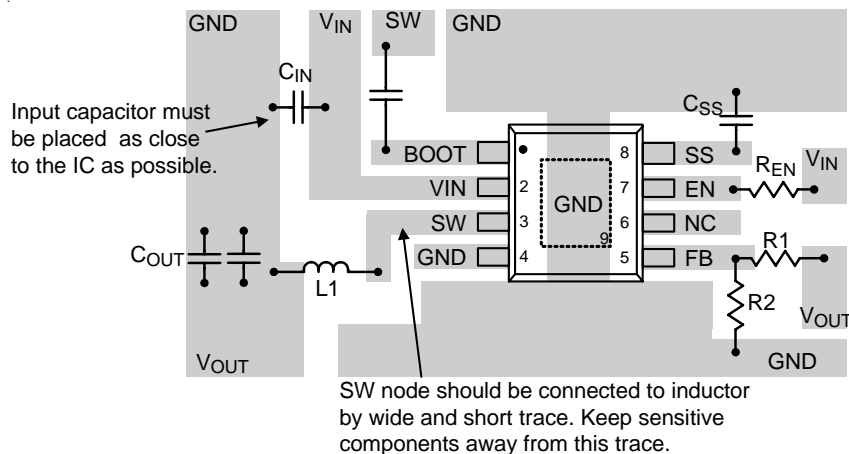 GND
VIN
SW
GND
CIN
CSS
Input capacitor must
be placed as close
to the IC as possible.
BOOT
8
SS
REN
VIN
VIN
2
7
EN
GND
SW
3
6
NC
9
GND
4
5
FB
R1
COUT
L1
R2
VOUT
VOUT
GND
SW node should be connected to inductor
by wide and short trace. Keep sensitive
components away from this trace.